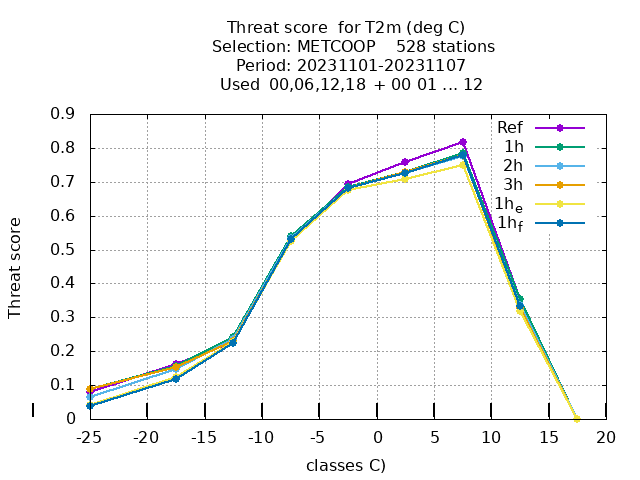 Threat score  for T2m (deg C)
Selection: METCOOP    528 stations
Period: 20231101-20231107
Used  00,06,12,18  + 00 01 ... 12
0.9
0.8
0.7
0.6
0.5
0.4
0.3
0.2
0.1
0
Threat score
Ref
1h
2h
3h
1he
1hf
-25 -20 -15 -10 -5 0 5 10 15 20
classes C)